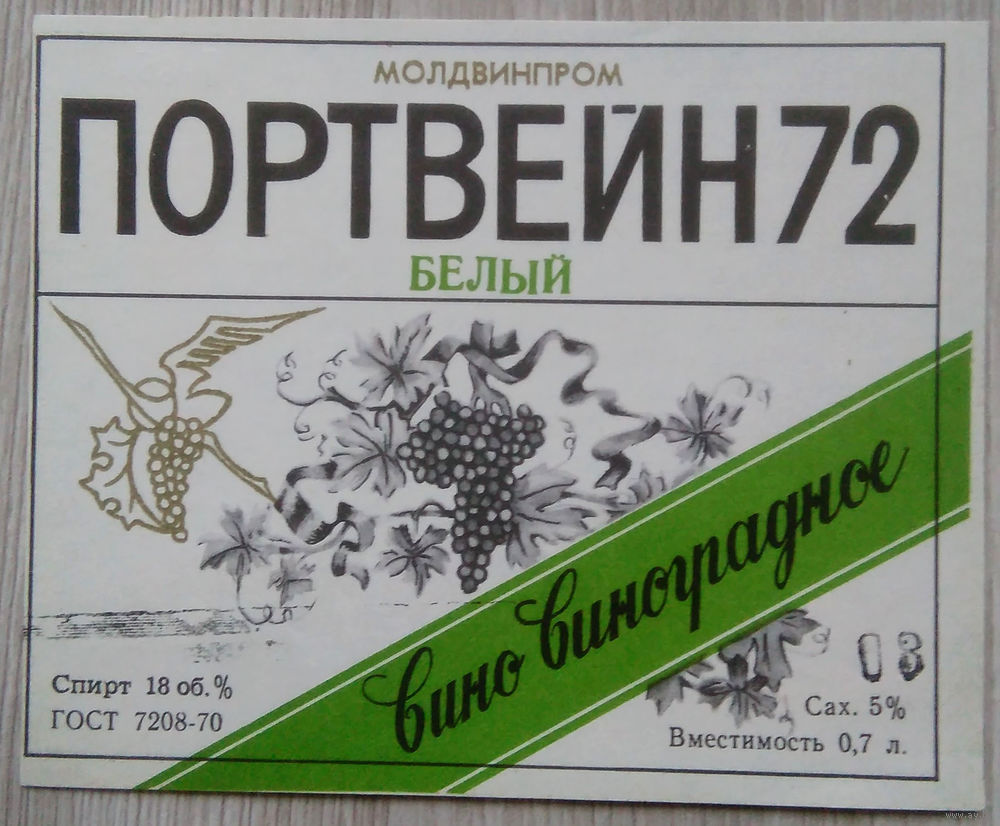 МОЛДВИНПРОМ
ПОРТВЕЙН 72
БЕЛЫЙ
вино виноградное
03
Спирт 18 об.%
ГОСТ 7208-70
Сах. 5%
Вместимость 0,7 л.